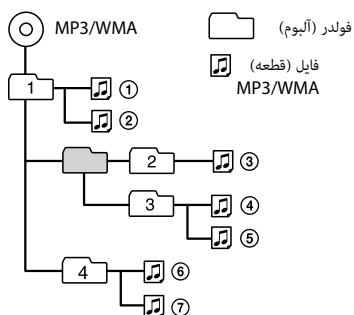 MP3/WMA
فولدر (آلبوم)
فایل (قطعه)
MP3/WMA
1
①
②
2
③
3
④
⑤
4
⑥
⑦